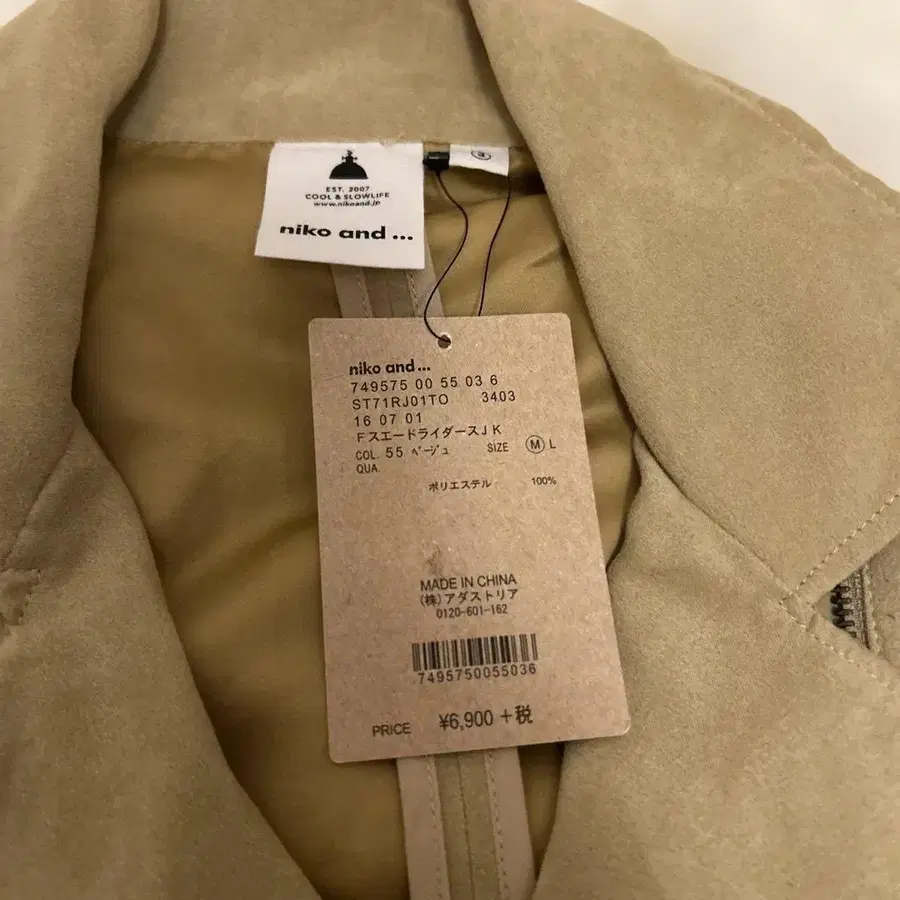 EST. 2007
COOL & SLOWLIFE
www.nikoand.jp
niko and ...
niko and ...
749575 00 55 03 6
ST71RJ01TO 3403
16 07 01
FスエードライダースJK
COL. 55 ベージュ SIZE M L
QUA.
ポリエステル 100%
MADE IN CHINA
(株)アダストリア
0120-601-162
7495750055036
PRICE ¥6,900 +税